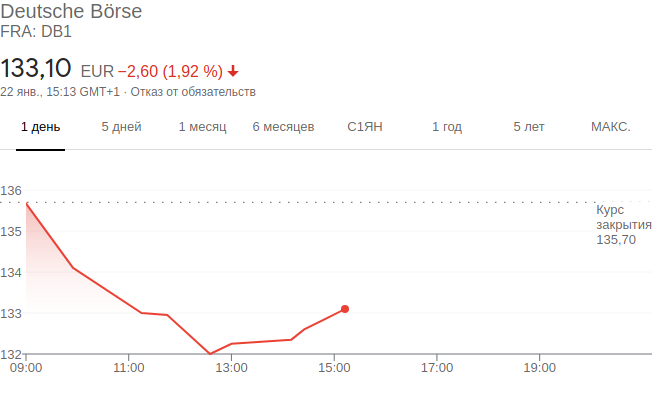 Deutsche Börse
FRA: DB1
133,10 EUR −2,60 (1,92 %)
22 янв., 15:13 GMT+1 · Отказ от обязательств
1 день 5 дней 1 месяц 6 месяцев С1ЯН 1 год 5 лет МАКС.
136
Курс
закрытия
135,70
135
134
133
132
09:00 11:00 13:00 15:00 17:00 19:00